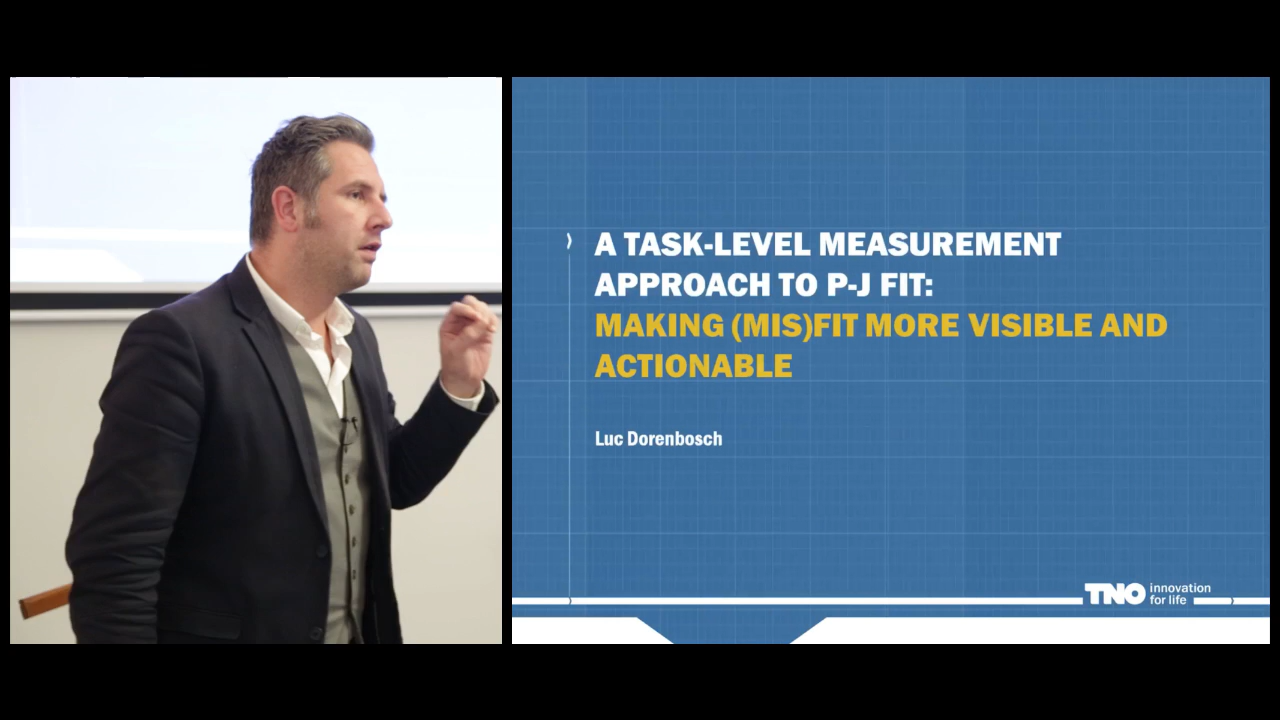 A TASK-LEVEL MEASUREMENT
APPROACH TO P-J FIT:
MAKING (MIS)FIT MORE VISIBLE AND
ACTIONABLE
Luc Dorenbosch
TNO innovation
for life